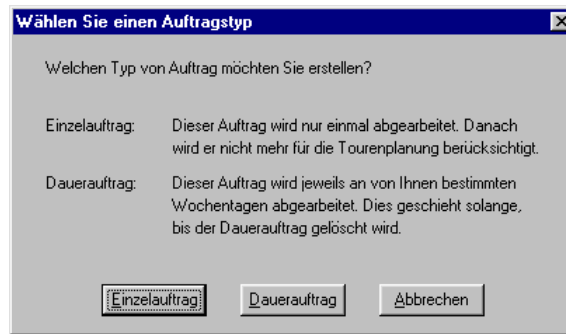 Wählen Sie einen Auftragstyp
Welchen Typ von Auftrag möchten Sie erstellen?
Einzelauftrag: Dieser Auftrag wird nur einmal abgearbeitet. Danach
wird er nicht mehr für die Tourenplanung berücksichtigt.
Dauerauftrag: Dieser Auftrag wird jeweils an von Ihnen bestimmten
Wochentagen abgearbeitet. Dies geschieht solange,
bis der Dauerauftrag gelöscht wird.
Einzelauftrag Dauerauftrag Abbrechen